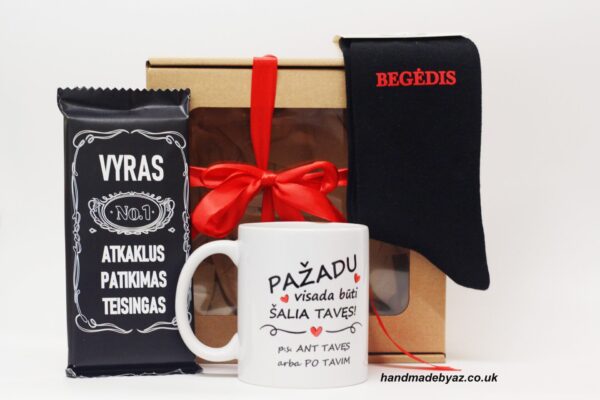 VYRAS
No.1
ATKAKLUS
PATIKIMAS
TEISINGAS
BEGĖDIS
PAŽADU
visada būti
ŠALIA TAVĘS!
p.s: ANT TAVĘS
arba PO TAVIM
handmadebyaz.co.uk